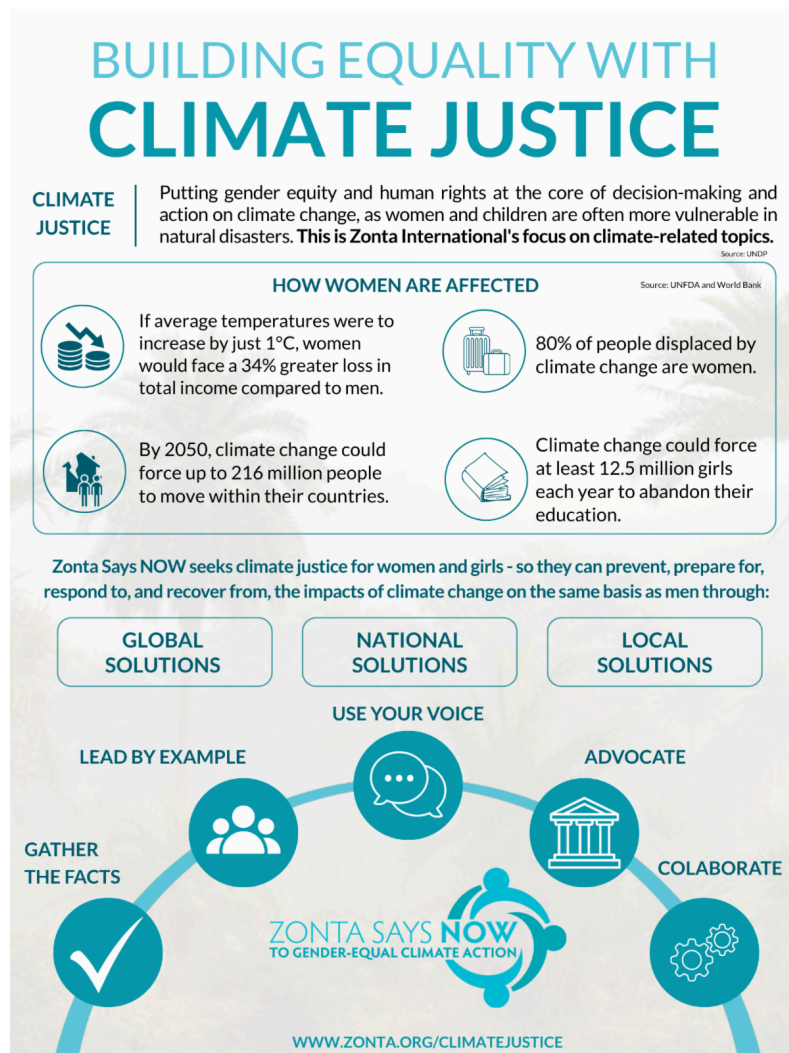 BUILDING EQUALITY WITH
CLIMATE JUSTICE
CLIMATE
JUSTICE
Putting gender equity and human rights at the core of decision-making and
action on climate change, as women and children are often more vulnerable in
natural disasters. This is Zonta International's focus on climate-related topics.
Source: UNDP
HOW WOMEN ARE AFFECTED
Source: UNFDA and World Bank
If average temperatures were to
increase by just 1°C, women
would face a 34% greater loss in
total income compared to men.
80% of people displaced by
climate change are women.
By 2050, climate change could
force up to 216 million people
to move within their countries.
Climate change could force
at least 12.5 million girls
each year to abandon their
education.
Zonta Says NOW seeks climate justice for women and girls - so they can prevent, prepare for,
respond to, and recover from, the impacts of climate change on the same basis as men through:
GLOBAL
SOLUTIONS
NATIONAL
SOLUTIONS
LOCAL
SOLUTIONS
USE YOUR VOICE
LEAD BY EXAMPLE
ADVOCATE
GATHER
THE FACTS
COLABORATE
ZONTA SAYS NOW
TO GENDER-EQUAL CLIMATE ACTION
WWW.ZONTA.ORG/CLIMATEJUSTICE